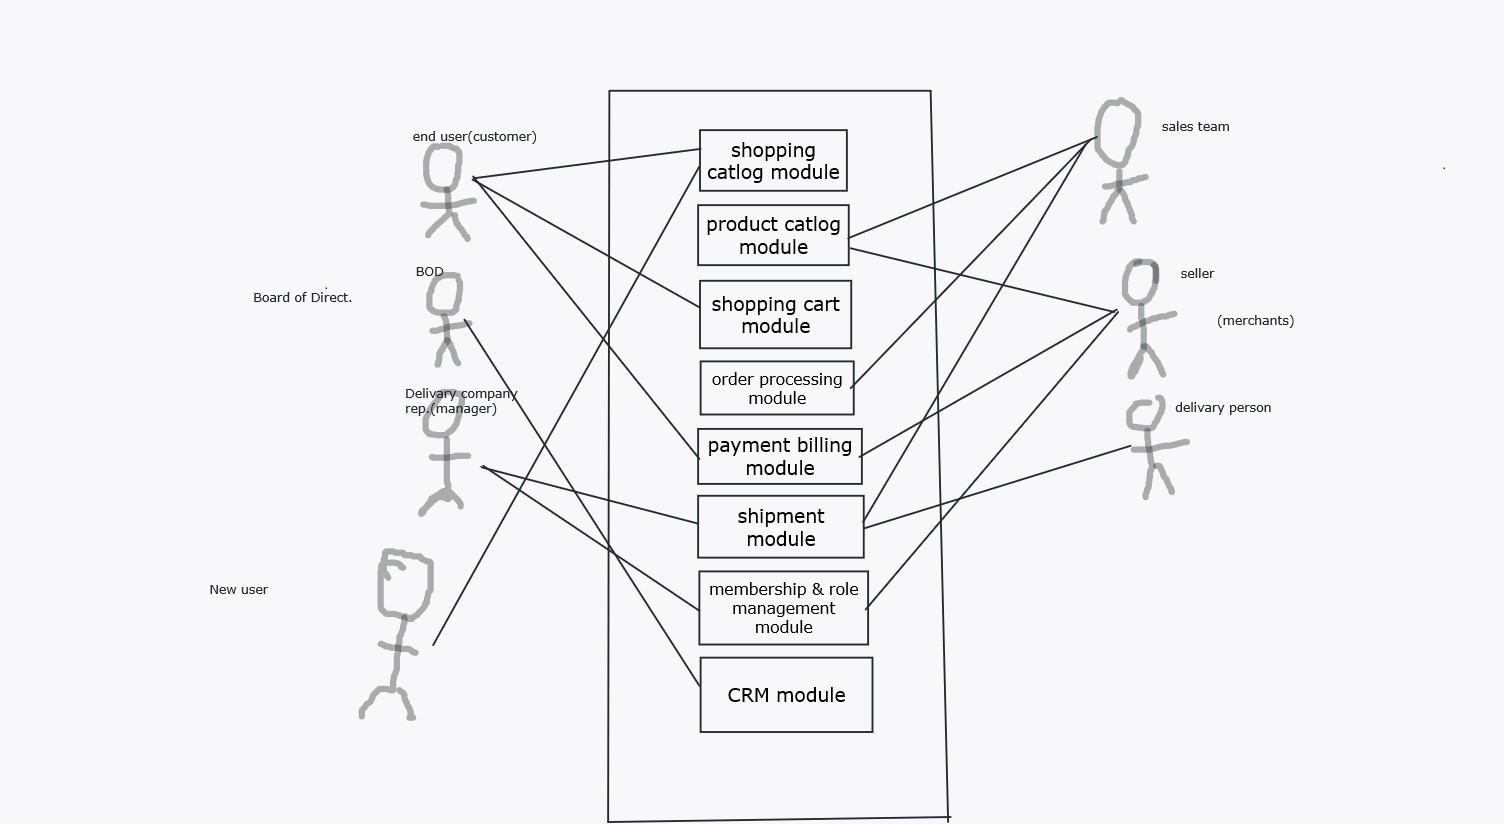 end user(customer)
BOD
Board of Direct.
Delivary company
rep.(manager)
New user
shopping
catlog module
product catlog
module
shopping cart
module
order processing
module
payment billing
module
shipment
module
membership & role
management
module
CRM module
sales team
seller
(merchants)
delivary person